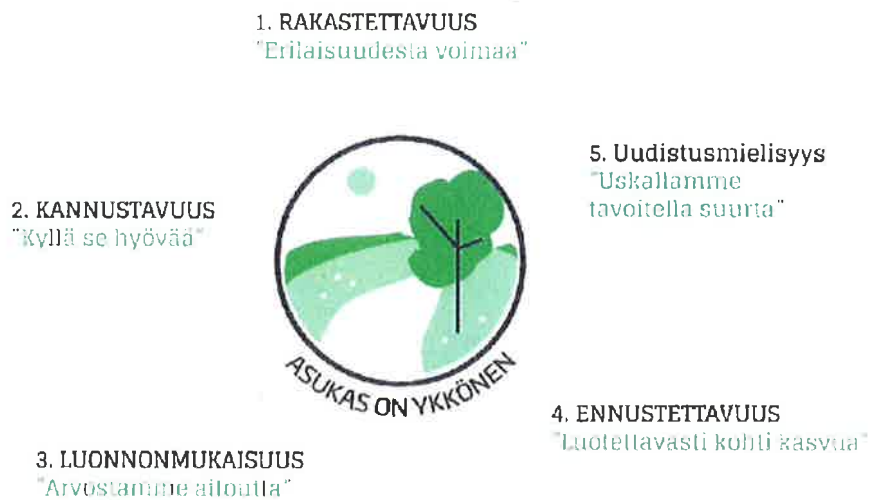 1. RAKASTETTAVUUS
"Erilaisuudesta voimaa"
2. KANNUSTAVUUS
"Kyllä se hyövää"
3. LUONNONMUKAISUUS
"Arvostamme aitoutta"
4. ENNUSTETTAVUUS
"Luotettavasti kohti kasvua"
5. Uudistusmielisyys
"Uskallamme
tavoitella suurta"
ASUKAS ON YKKÖNEN